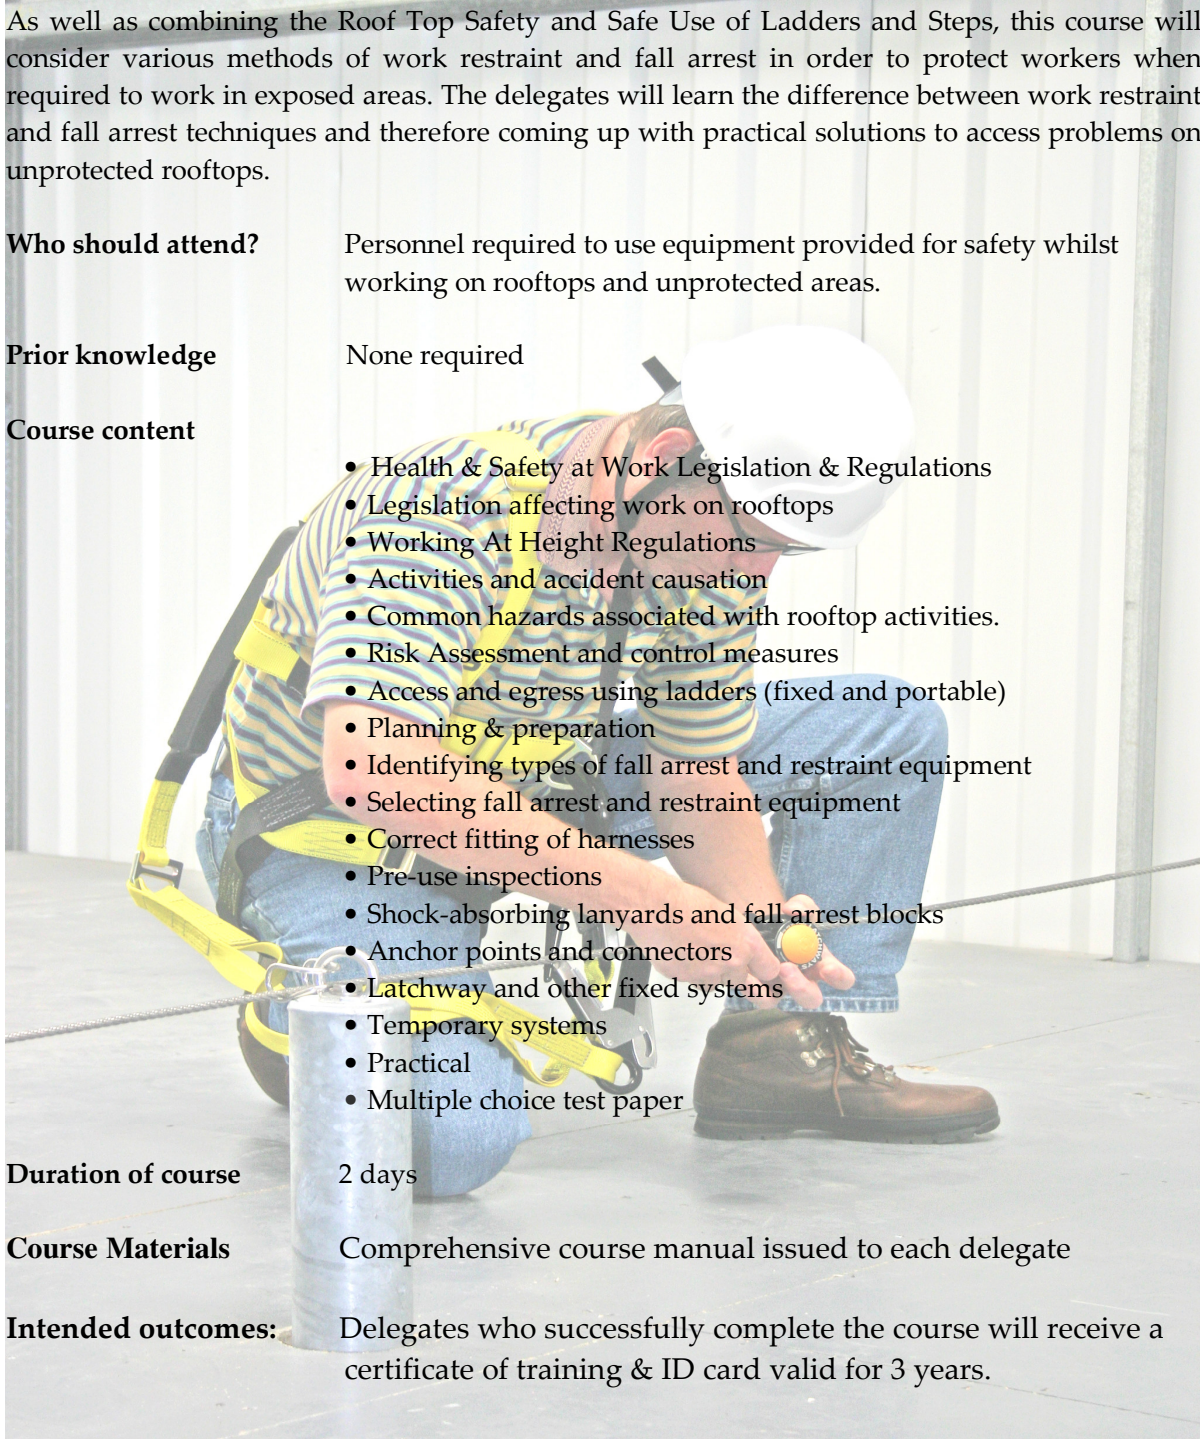 As well as combining the Roof Top Safety and Safe Use of Ladders and Steps, this course will
consider various methods of work restraint and fall arrest in order to protect workers when
required to work in exposed areas. The delegates will learn the difference between work restraint
and fall arrest techniques and therefore coming up with practical solutions to access problems on
unprotected rooftops.
Who should attend? Personnel required to use equipment provided for safety whilst
working on rooftops and unprotected areas.
Prior knowledge None required
Course content
• Health & Safety at Work Legislation & Regulations
• Legislation affecting work on rooftops
• Working At Height Regulations
• Activities and accident causation
• Common hazards associated with rooftop activities.
• Risk Assessment and control measures
• Access and egress using ladders (fixed and portable)
• Planning & preparation
• Identifying types of fall arrest and restraint equipment
• Selecting fall arrest and restraint equipment
• Correct fitting of harnesses
• Pre-use inspections
• Shock-absorbing lanyards and fall arrest blocks
• Anchor points and connectors
• Latchway and other fixed systems
• Temporary systems
• Practical
• Multiple choice test paper
Duration of course 2 days
Course Materials Comprehensive course manual issued to each delegate
Intended outcomes: Delegates who successfully complete the course will receive a
certificate of training & ID card valid for 3 years.